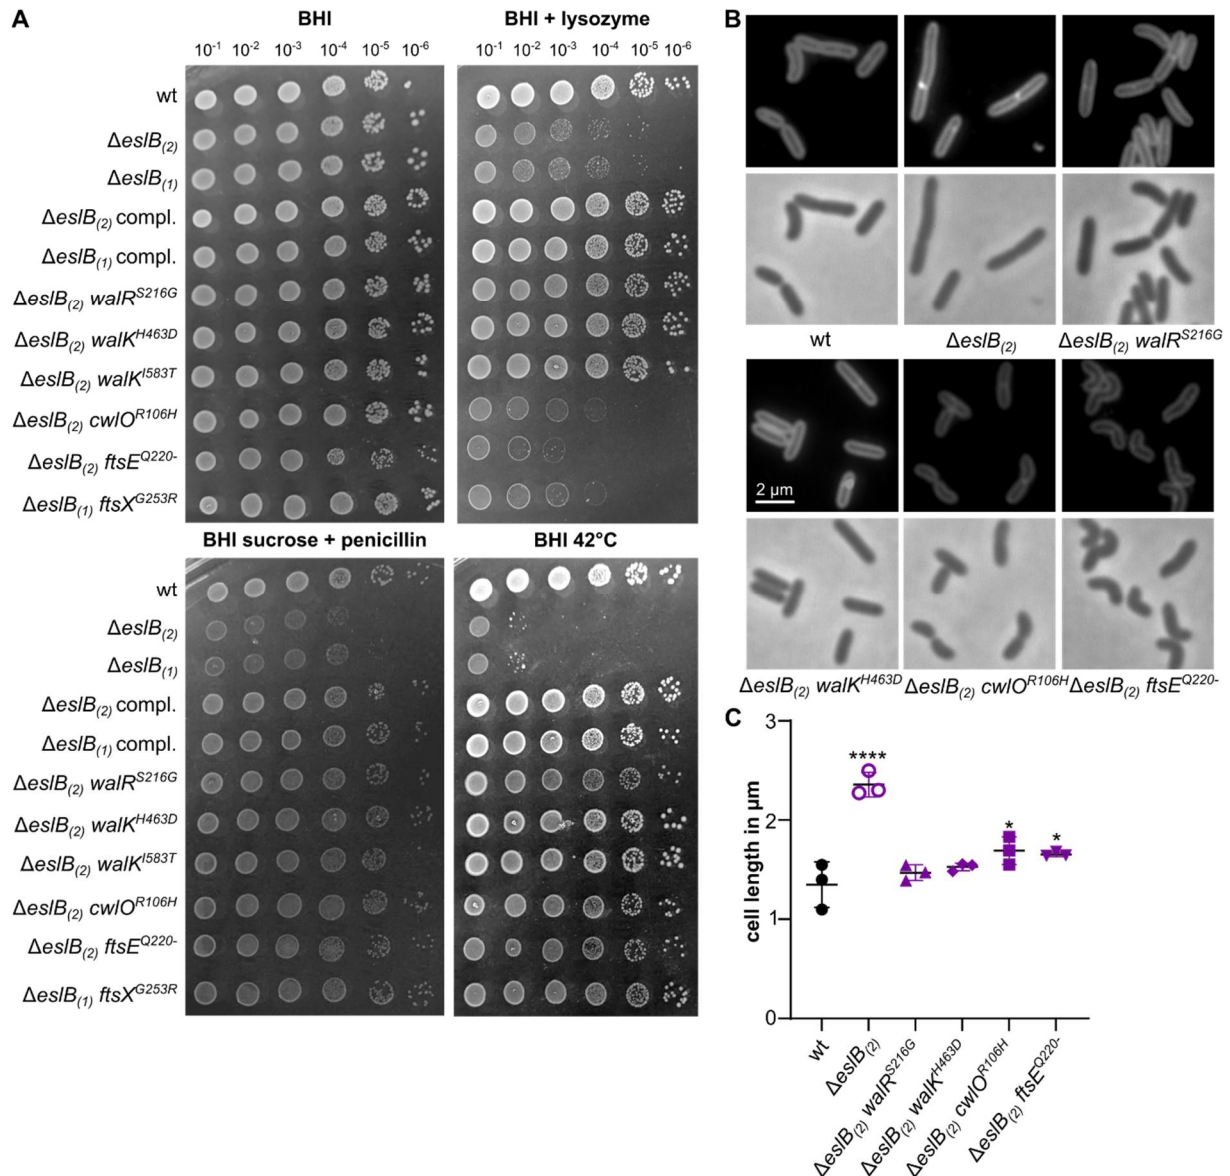 A
BHI
BHI + lysozyme
10-1 10-2 10-3 10-4 10-5 10-6
10-1 10-2 10-3 10-4 10-5 10-6
wt
ΔeslB(2)
ΔeslB(1)
ΔeslB(2) compl.
ΔeslB(1) compl.
ΔeslB(2) walRS216G
ΔeslB(2) walKH463D
ΔeslB(2) walKI583T
ΔeslB(2) cwlOR106H
ΔeslB(2) ftsEQ220-
ΔeslB(1) ftsXG253R
BHI sucrose + penicillin
BHI 42°C
wt
ΔeslB(2)
ΔeslB(1)
ΔeslB(2) compl.
ΔeslB(1) compl.
ΔeslB(2) walRS216G
ΔeslB(2) walKH463D
ΔeslB(2) walKI583T
ΔeslB(2) cwlOR106H
ΔeslB(2) ftsEQ220-
ΔeslB(1) ftsXG253R
B
wt
ΔeslB(2)
ΔeslB(2) walRS216G
2 µm
ΔeslB(2) walKH463D
ΔeslB(2) cwlOR106H
ΔeslB(2) ftsEQ220-
C
cell length in µm
3
2
1
0
****
*
*
wt
ΔeslB(2)
ΔeslB(2) walRS216G
ΔeslB(2) walKH463D
ΔeslB(2) cwlOR106H
ΔeslB(2) ftsEQ220-